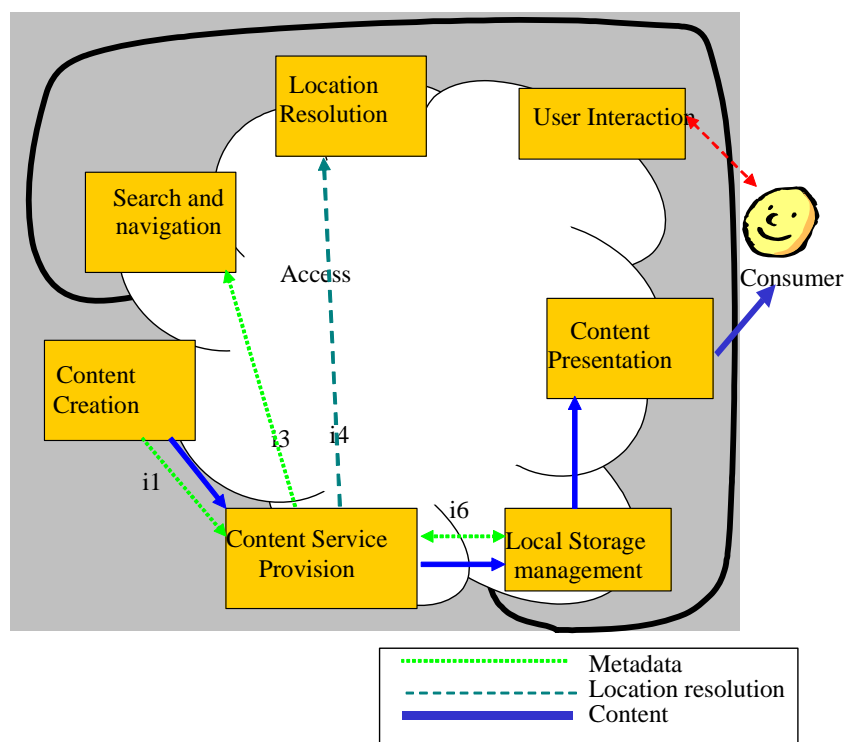 Location
Resolution
User Interaction
Search and
navigation
Access
Consumer
Content
Presentation
Content
Creation
i3
i4
i1
i6
Content Service
Provision
Local Storage
management
Metadata
Location resolution
Content